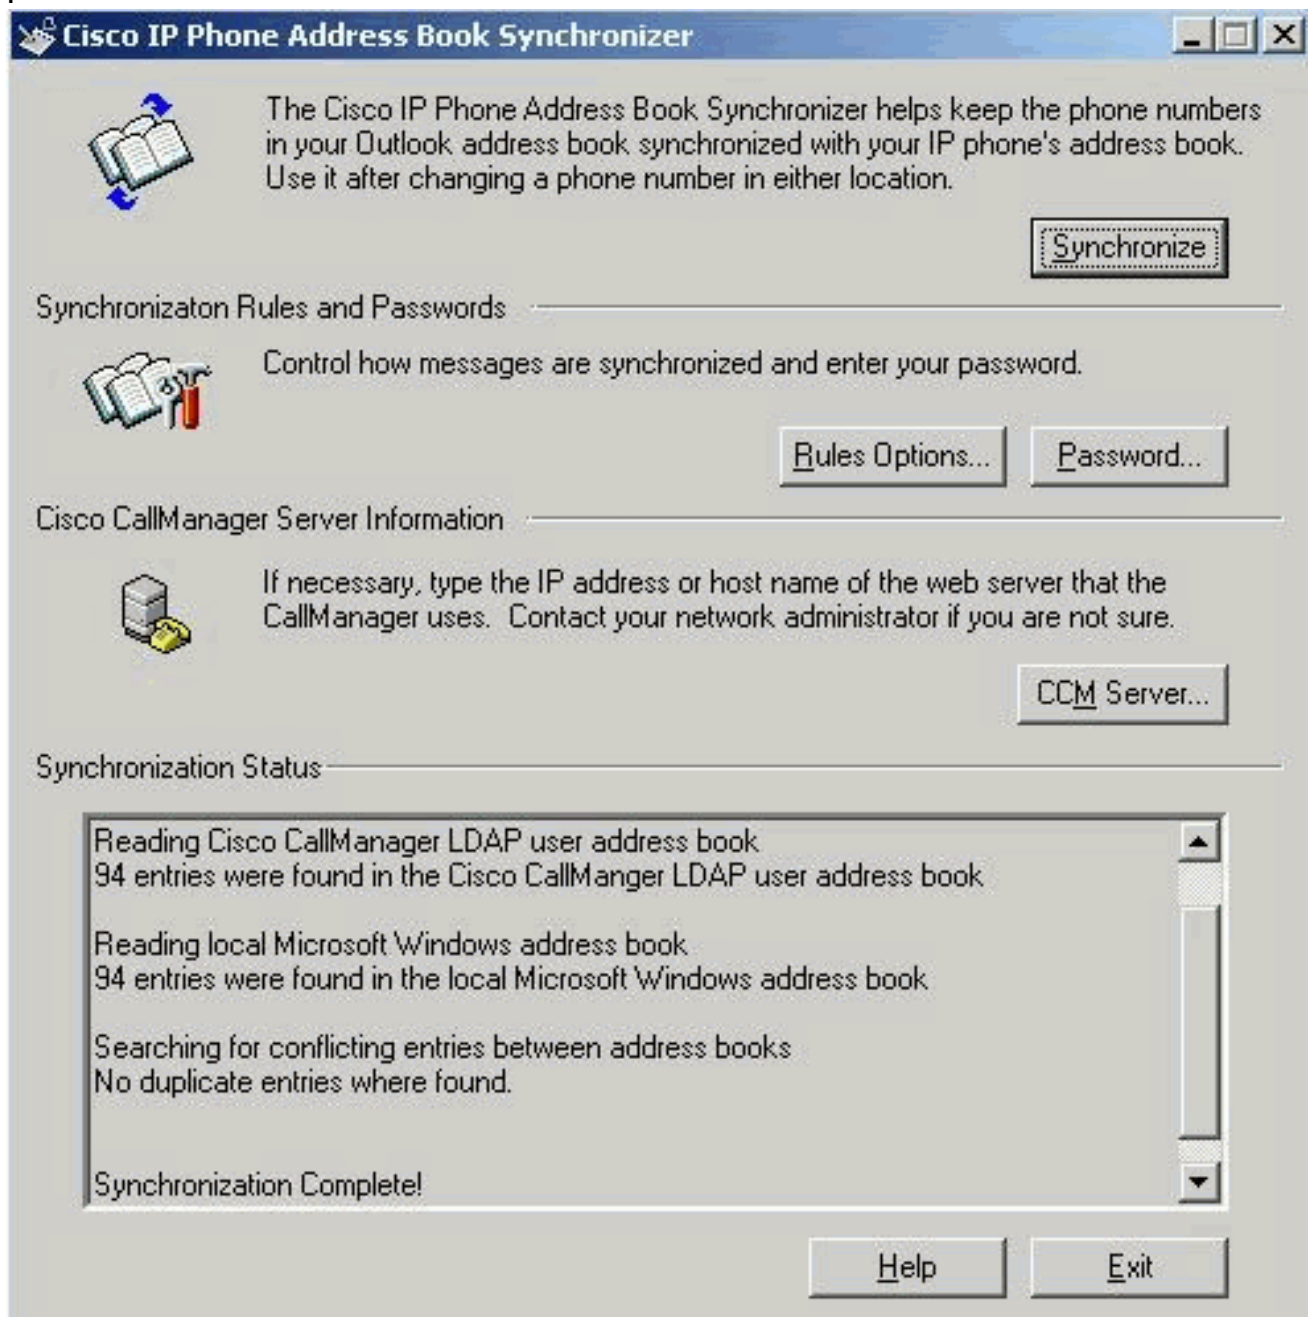 Cisco IP Phone Address Book Synchronizer
The Cisco IP Phone Address Book Synchronizer helps keep the phone numbers
in your Outlook address book synchronized with your IP phone's address book.
Use it after changing a phone number in either location.
Synchronize
Synchronizaton Rules and Passwords
Control how messages are synchronized and enter your password.
Rules Options... Password...
Cisco CallManager Server Information
If necessary, type the IP address or host name of the web server that the
CallManager uses.  Contact your network administrator if you are not sure.
CCM Server...
Synchronization Status
Reading Cisco CallManager LDAP user address book
94 entries were found in the Cisco CallManger LDAP user address book
Reading local Microsoft Windows address book
94 entries were found in the local Microsoft Windows address book
Searching for conflicting entries between address books
No duplicate entries where found.
Synchronization Complete!
Help Exit